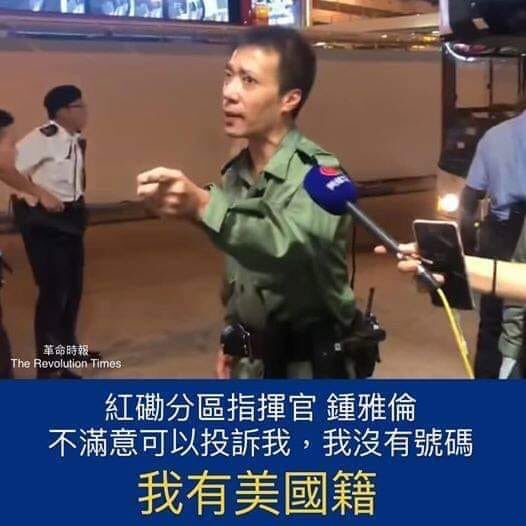 革命時報
The Revolution Times
紅磡分區指揮官 鍾雅倫
不滿意可以投訴我，我沒有號碼
我有美國籍